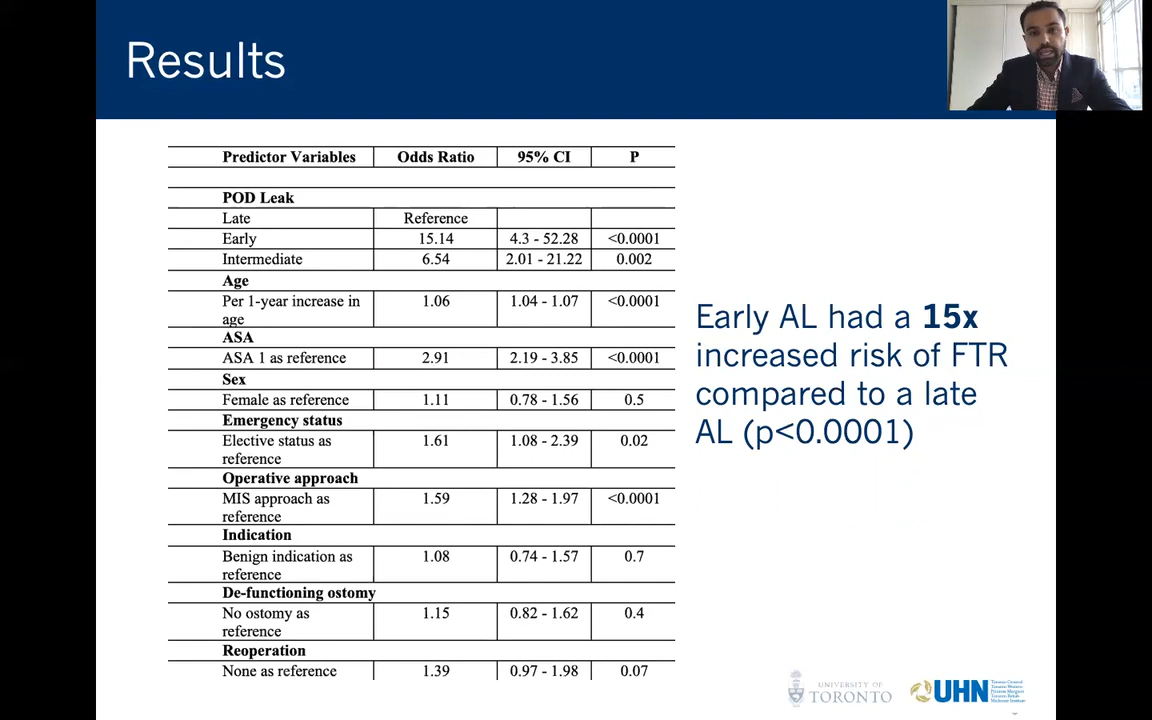 Results
Predictor Variables Odds Ratio 95% CI P
POD Leak
Late Reference
Early 15.14 4.3 - 52.28 <0.0001
Intermediate 6.54 2.01 - 21.22 0.002
Age
Per 1-year increase in 1.06 1.04 - 1.07 <0.0001
age
ASA
ASA 1 as reference 2.91 2.19 - 3.85 <0.0001
Sex
Female as reference 1.11 0.78 - 1.56 0.5
Emergency status
Elective status as 1.61 1.08 - 2.39 0.02
reference
Operative approach
MIS approach as 1.59 1.28 - 1.97 <0.0001
reference
Indication
Benign indication as 1.08 0.74 - 1.57 0.7
reference
De-functioning ostomy
No ostomy as 1.15 0.82 - 1.62 0.4
reference
Reoperation
None as reference 1.39 0.97 - 1.98 0.07
Early AL had a 15x
increased risk of FTR
compared to a late
AL (p<0.0001)
UNIVERSITY OF
TORONTO
UHN